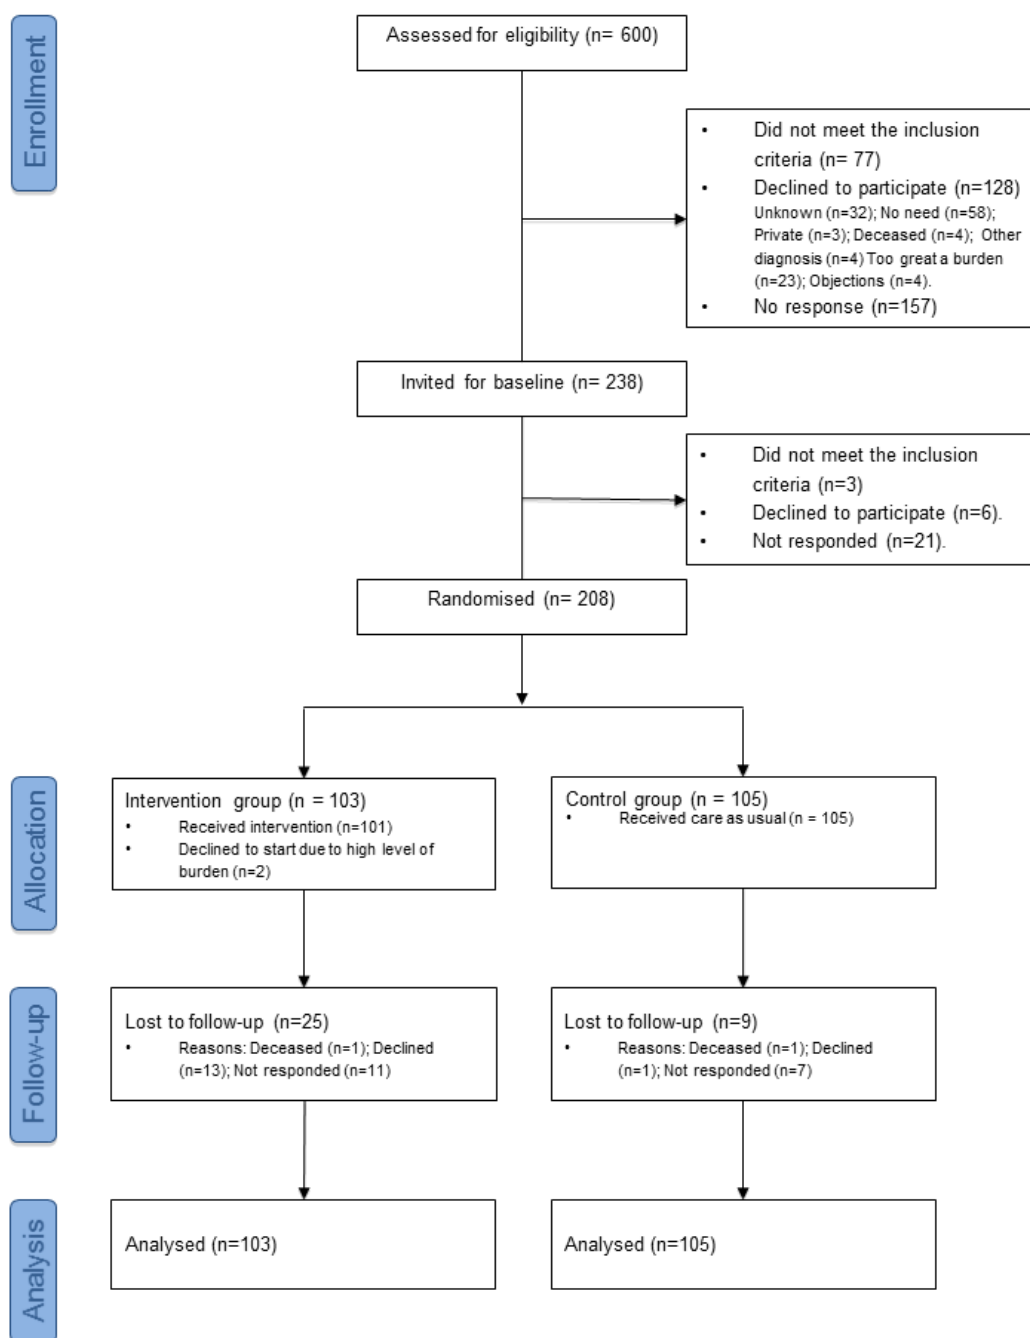 Enrollment
Assessed for eligibility (n= 600)
• Did not meet the inclusion
criteria (n= 77)
• Declined to participate (n=128)
Unknown (n=32); No need (n=58);
Private (n=3); Deceased (n=4); Other
diagnosis (n=4) Too great a burden
(n=23); Objections (n=4).
• No response (n=157)
Invited for baseline (n= 238)
• Did not meet the inclusion
criteria (n=3)
• Declined to participate (n=6).
• Not responded (n=21).
Randomised (n= 208)
Allocation
Intervention group (n = 103)
• Received intervention (n=101)
• Declined to start due to high level of
burden (n=2)
Control group (n = 105)
• Received care as usual (n = 105)
Follow-up
Lost to follow-up (n=25)
• Reasons: Deceased (n=1); Declined
(n=13); Not responded (n=11)
Lost to follow-up (n=9)
• Reasons: Deceased (n=1); Declined
(n=1); Not responded (n=7)
Analysis
Analysed (n=103)
Analysed (n=105)